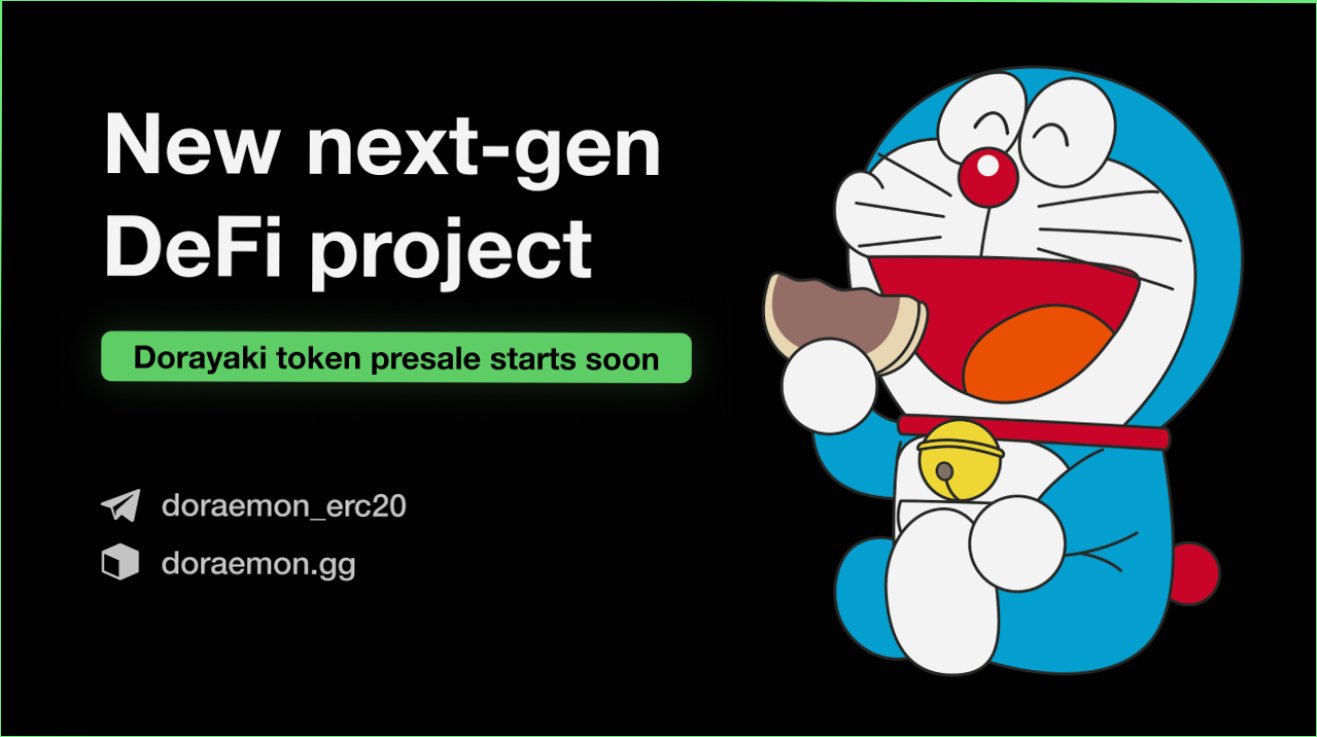 New next-gen
DeFi project
Dorayaki token presale starts soon
doraemon_erc20
doraemon.gg